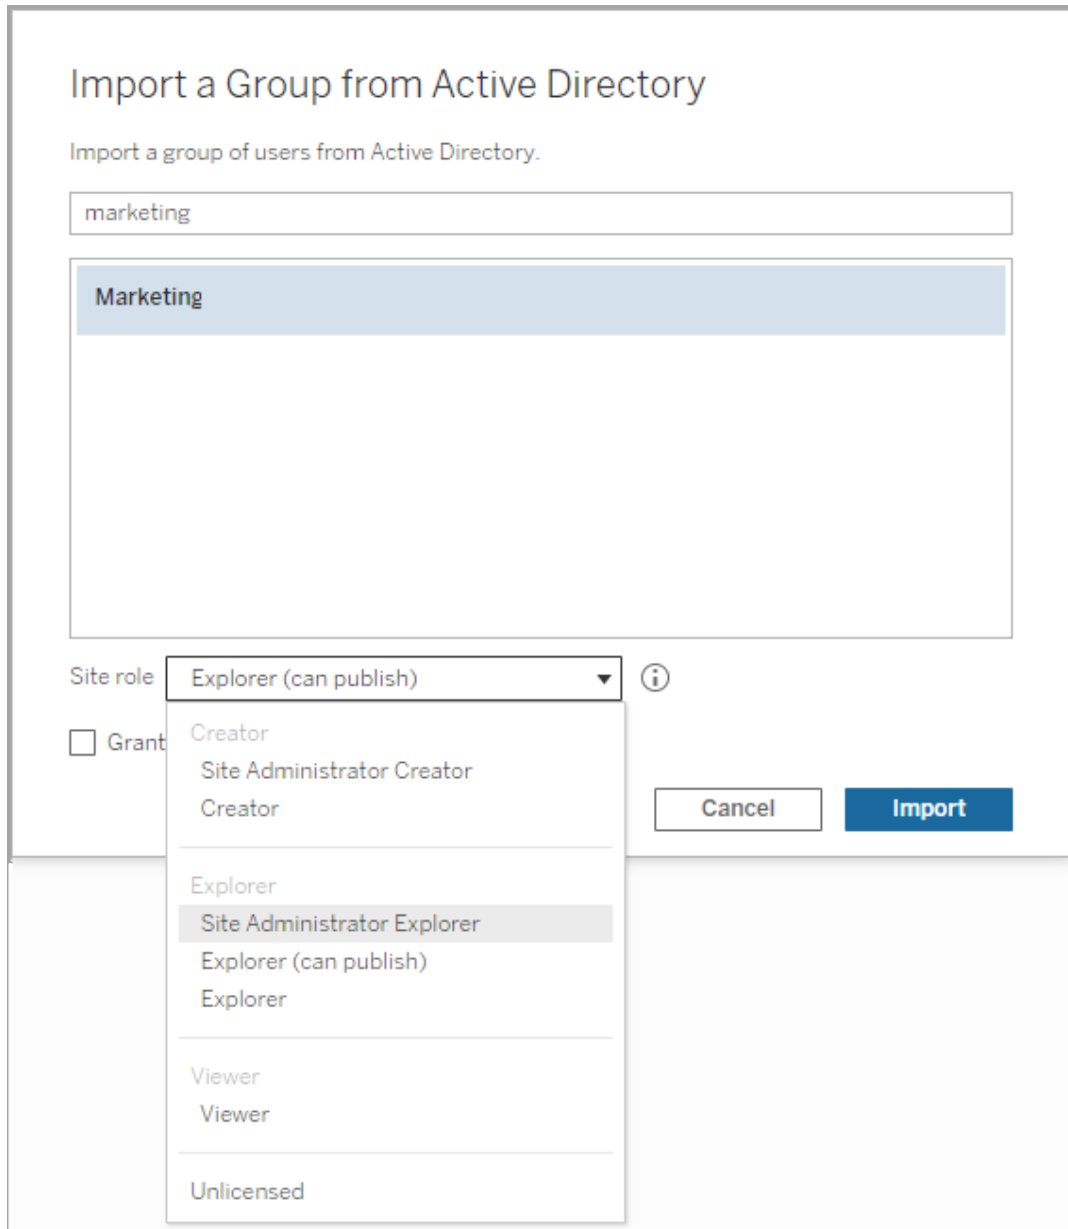 Import a Group from Active Directory
Import a group of users from Active Directory.
marketing
Marketing
Site role Explorer (can publish)
Grant
Creator
Site Administrator Creator
Creator
Cancel Import
Explorer
Site Administrator Explorer
Explorer (can publish)
Explorer
Viewer
Viewer
Unlicensed